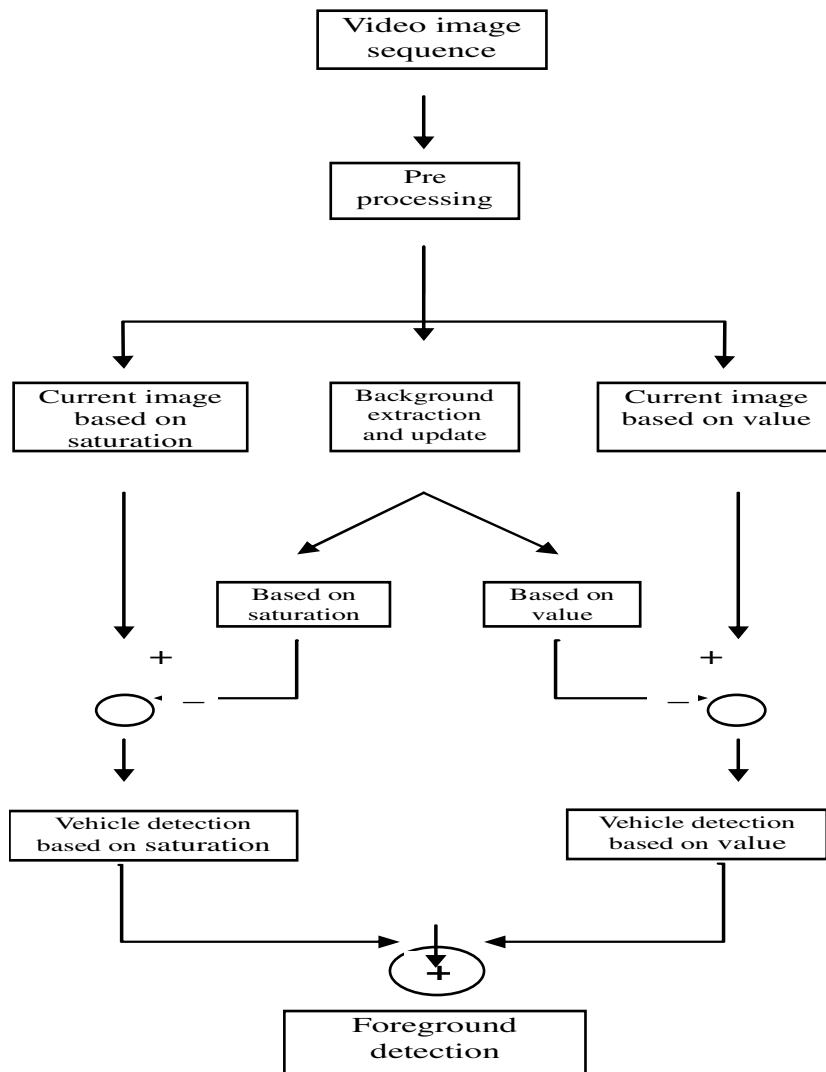 Video image
sequence
Pre
processing
Current image
based on
saturation
Background
extraction
and update
Current image
based on value
Based on
saturation
Based on
value
+
+
−
−
Vehicle detection
based on saturation
Vehicle detection
based on value
+
Foreground
detection